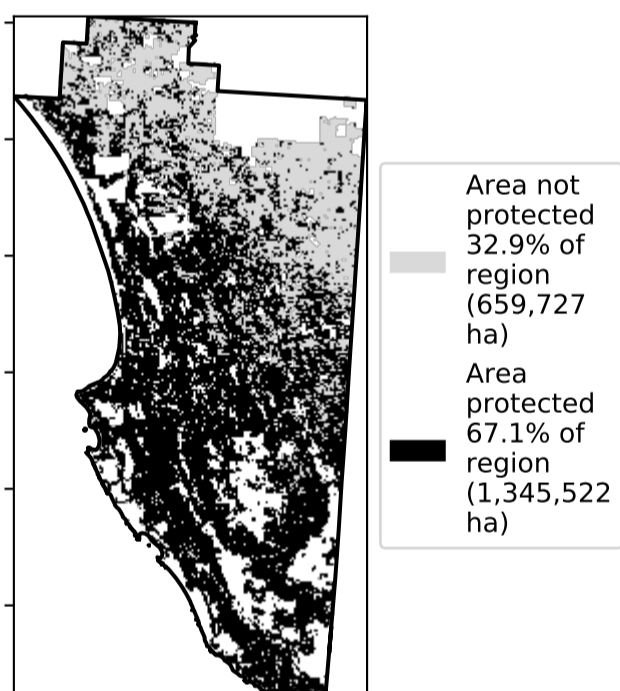 Area not
protected
32.9% of
region
(659,727
ha)
Area
protected
67.1% of
region
(1,345,522
ha)